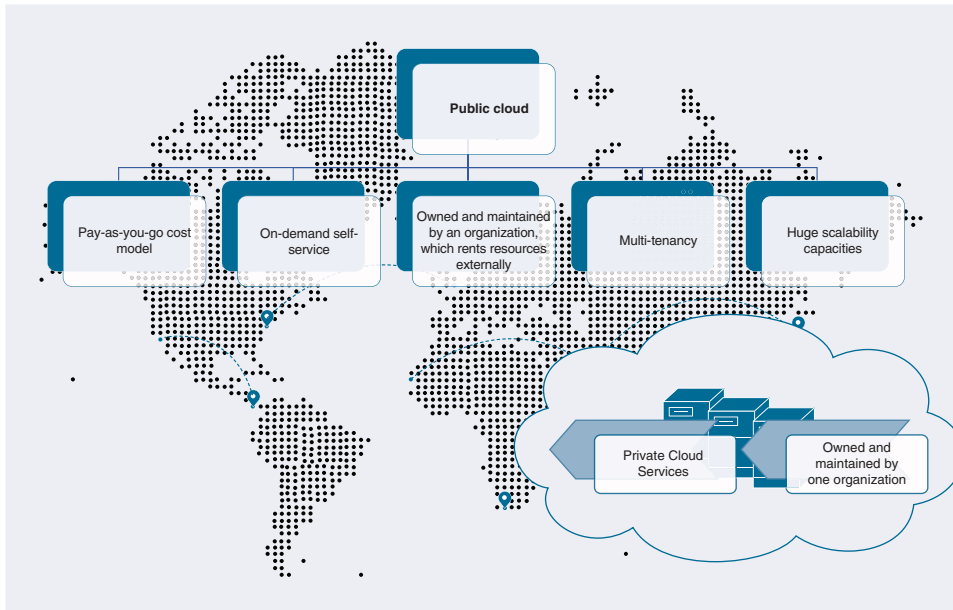 Public cloud
Pay-as-you-go cost
model
On-demand self-
service
Owned and maintained
by an organization,
which rents resources
externally
Multi-tenancy
Huge scalability
capacities
Private Cloud
Services
Owned and
maintained by
one organization